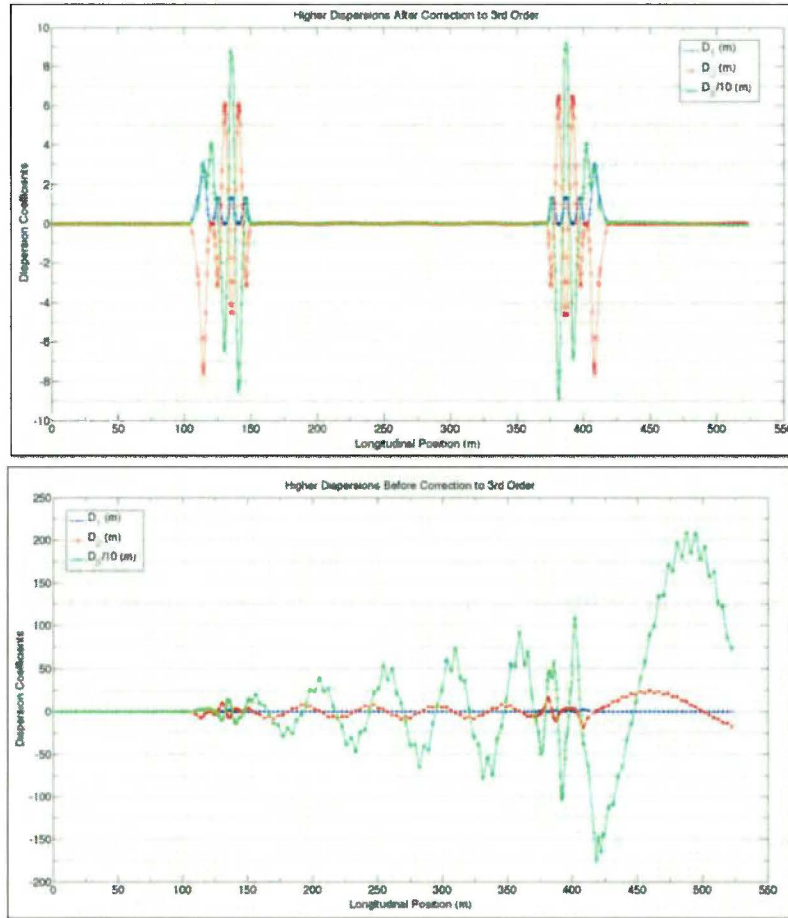 Higher Dispersions After Correction to 3rd Order
D (m)
D (m)
D /10 (m)
Dispersion Coefficients
10
8
6
4
2
0
-2
-4
-6
-8
-10
0 50 100 150 200 250 300 350 400 450 500 550
Longitudinal Position (m)
Higher Dispersions Before Correction to 3rd Order
D (m)
D (m)
D /10 (m)
Dispersion Coefficients
250
200
150
100
50
0
-50
-100
-150
-200
0 50 100 150 200 250 300 350 400 450 500 550
Longitudinal Position (m)